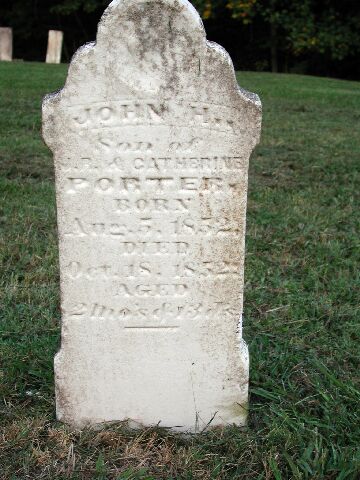 JOHN H.,
Son of
& CATHERINE
PORTER,
BORN
Aug. 5, 1852.
DIED
Oct. 18, 1852.
AGED
2 mos & 13 ds.